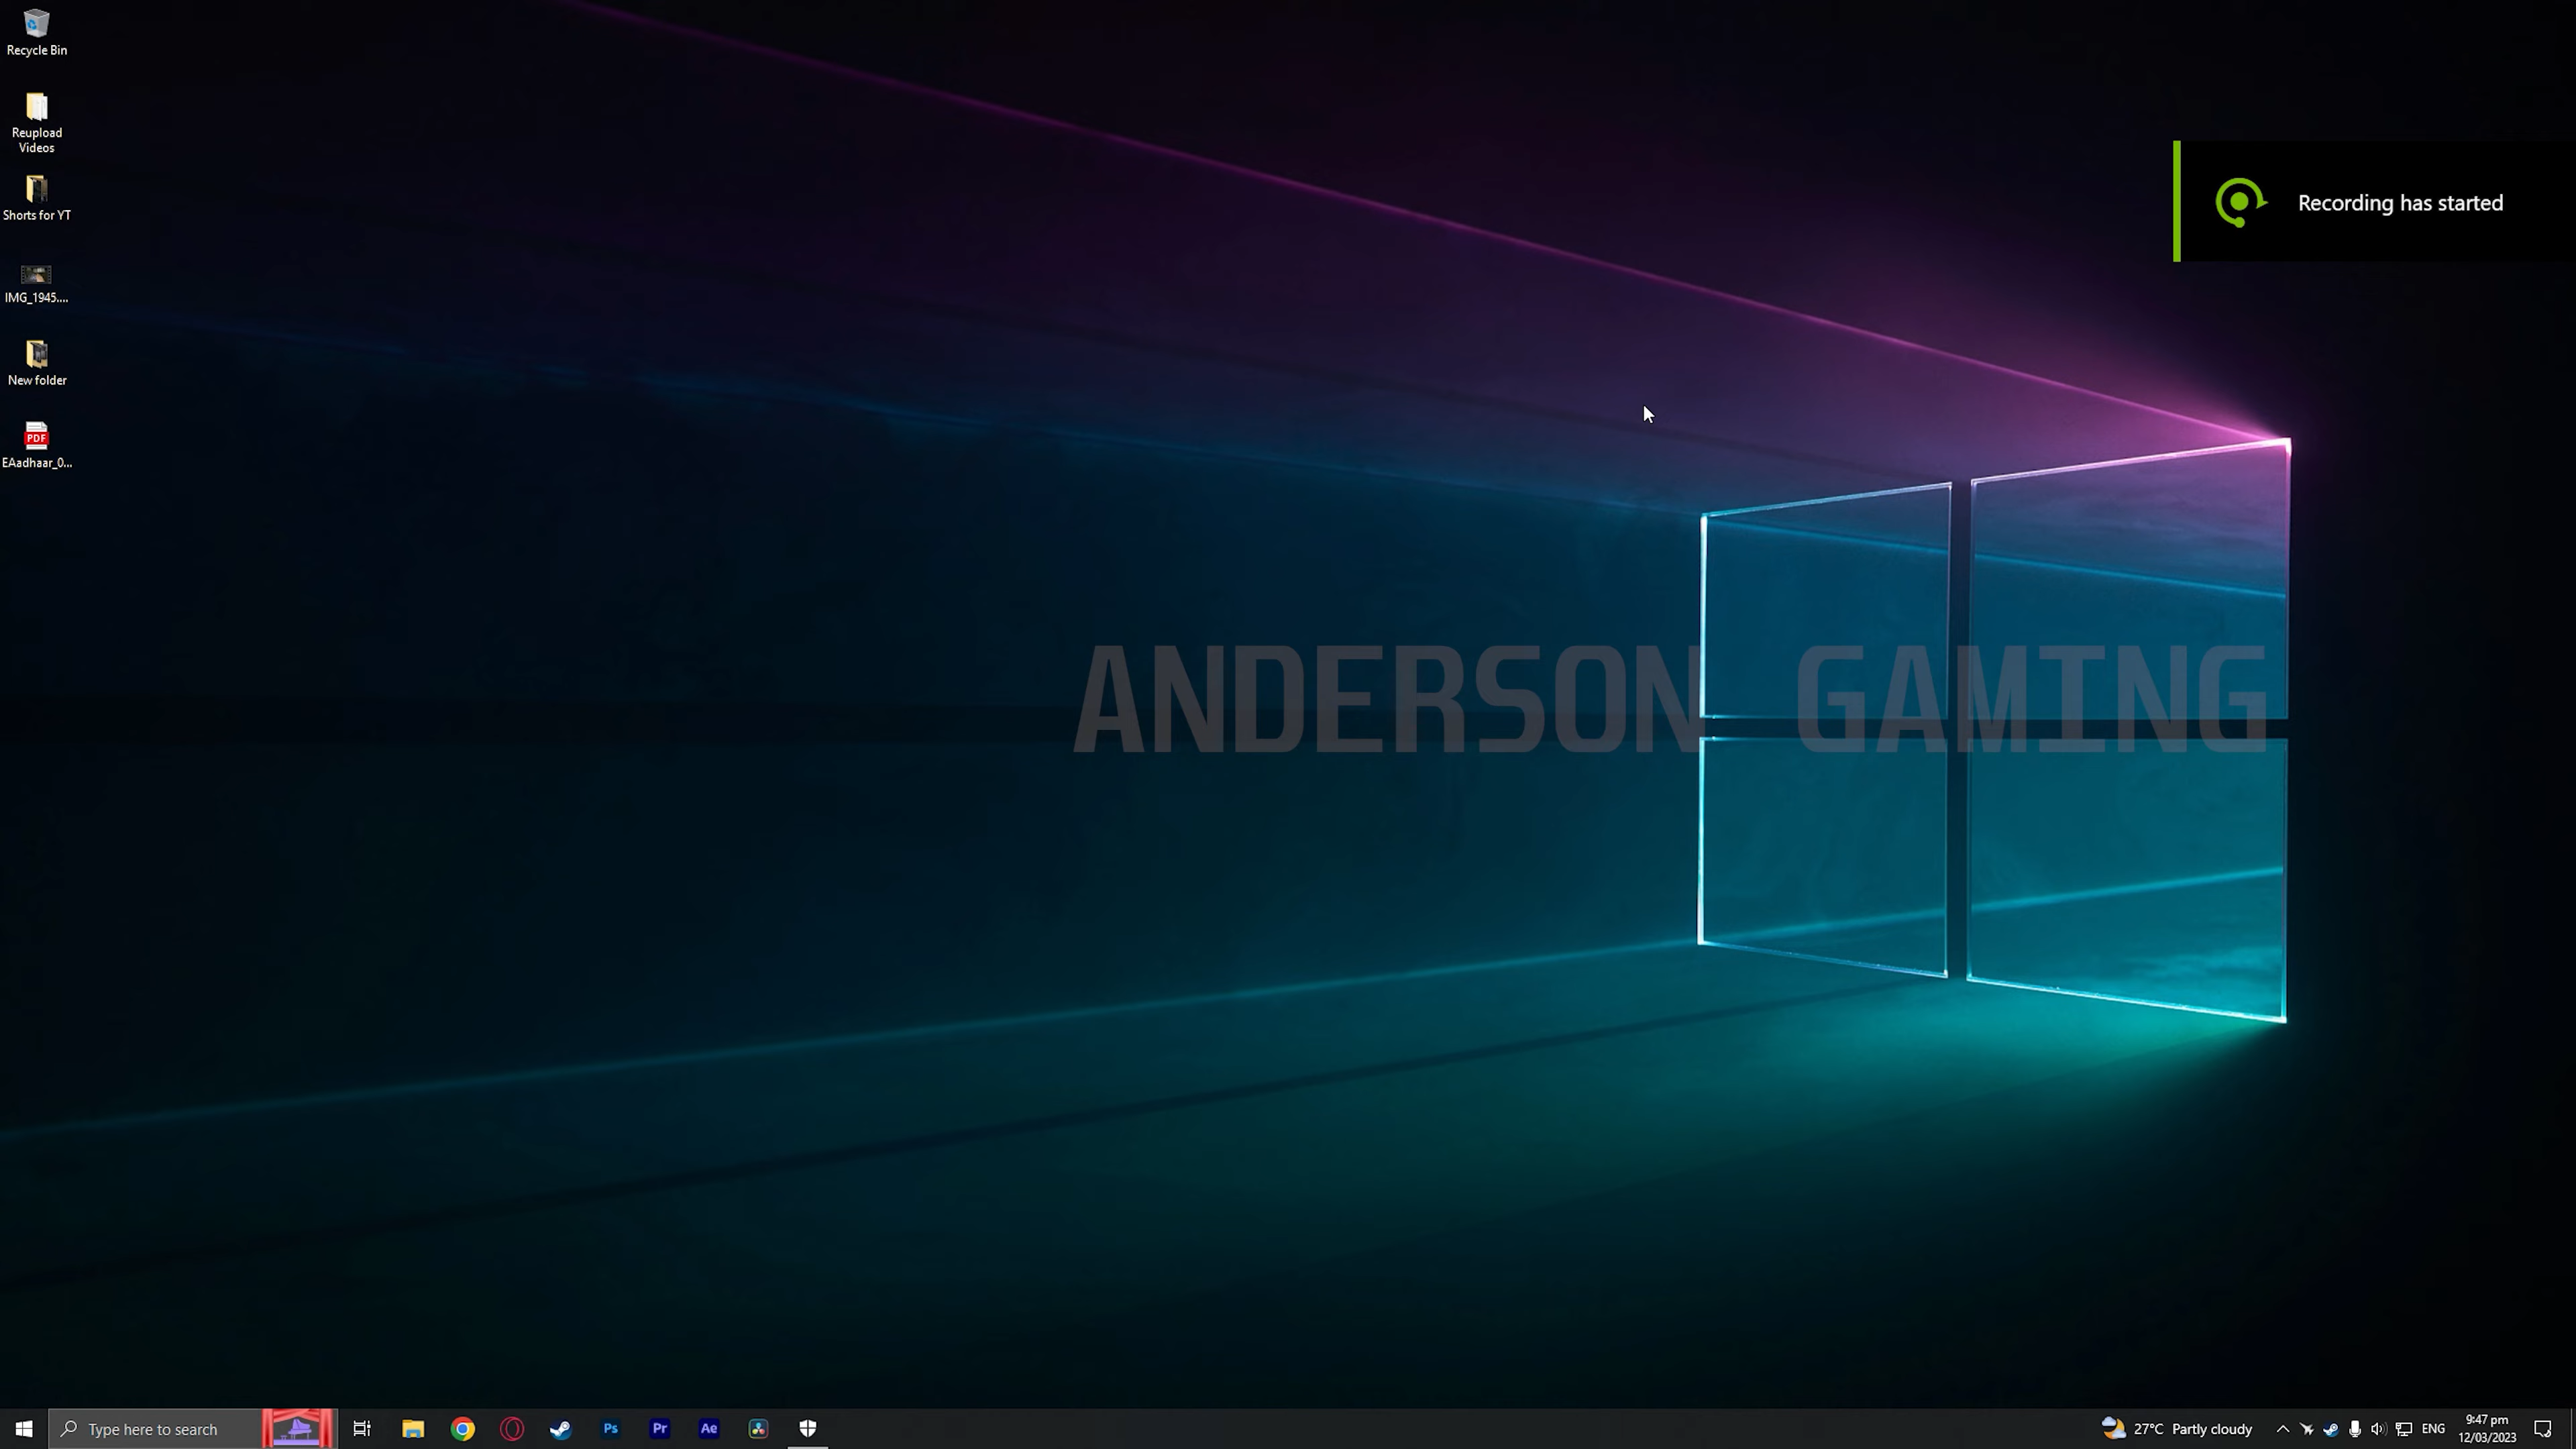 Recycle Bin
Reupload
Videos
Shorts for YT
IMG_1945....
New folder
PDF
EAadhaar_0...
Recording has started
ANDERSON GAMING
Type here to search
Ps
Pr
Ae
27°C Partly cloudy
ENG
9:47 pm
12/03/2023